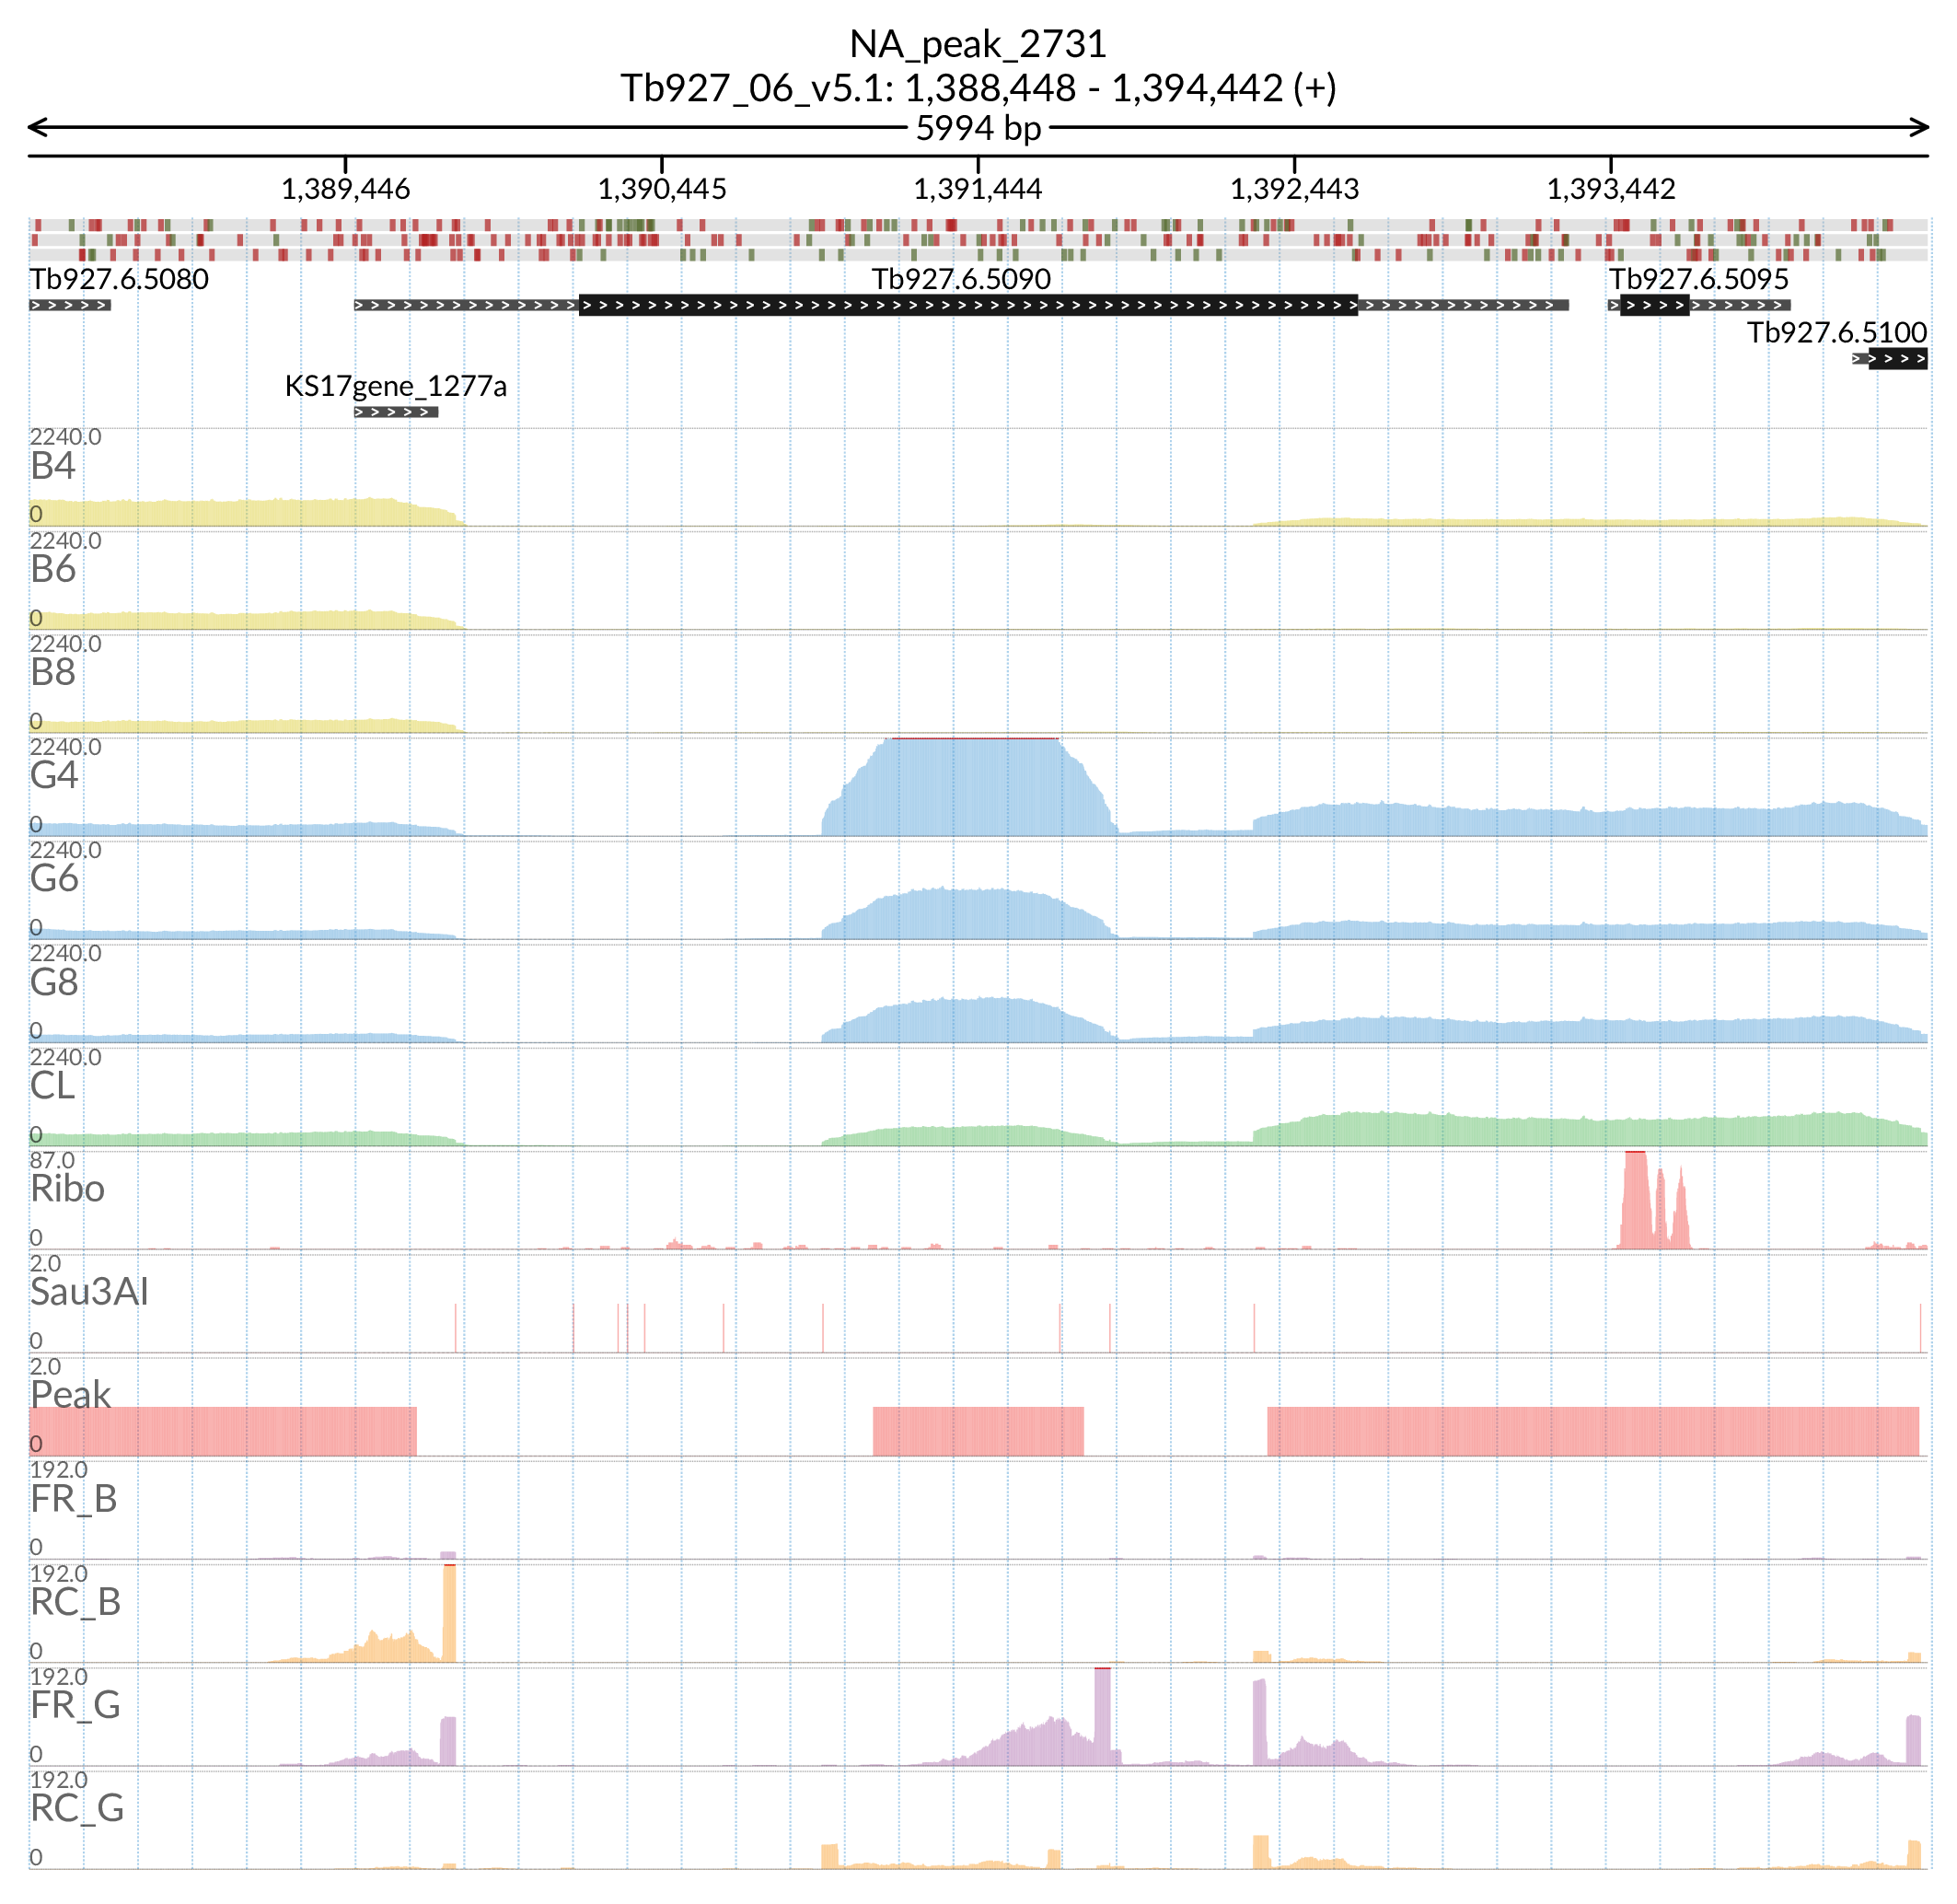 NA_peak_2731
Tb927_06_v5.1: 1,388,448 - 1,394,442 (+)
5994 bp
1,389,446 1,390,445 1,391,444 1,392,443 1,393,442
Tb927.6.5080 Tb927.6.5090 Tb927.6.5095
Tb927.6.5100
KS17gene_1277a
2240.0
B4
0
2240.0
B6
0
2240.0
B8
0
2240.0
G4
0
2240.0
G6
0
2240.0
G8
0
2240.0
CL
0
87.0
Ribo
0
2.0
Sau3AI
0
2.0
Peak
0
192.0
FR_B
0
192.0
RC_B
0
192.0
FR_G
0
192.0
RC_G
0